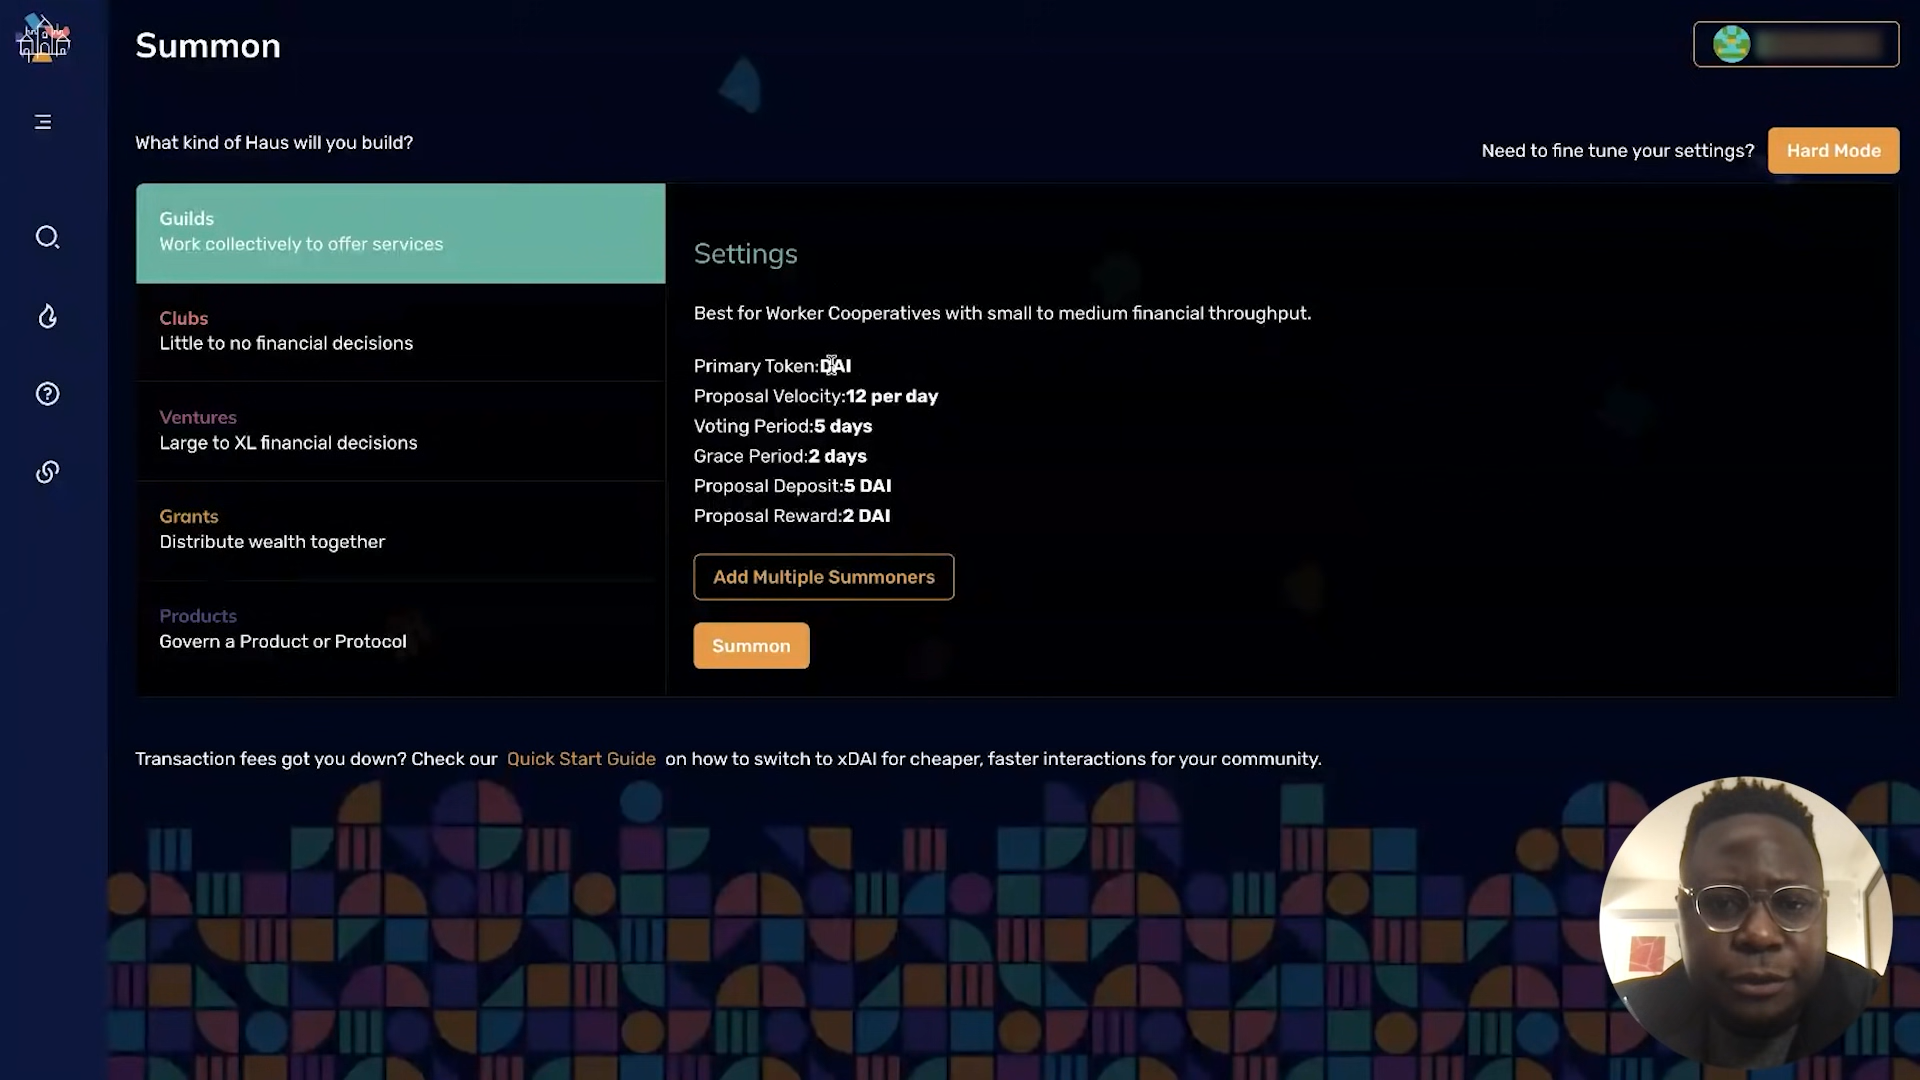 Summon
What kind of Haus will you build?
Need to fine tune your settings?
Hard Mode
Guilds
Work collectively to offer services
Clubs
Little to no financial decisions
Ventures
Large to XL financial decisions
Grants
Distribute wealth together
Products
Govern a Product or Protocol
Settings
Best for Worker Cooperatives with small to medium financial throughput.
Primary Token:DAI
Proposal Velocity:12 per day
Voting Period:5 days
Grace Period:2 days
Proposal Deposit:5 DAI
Proposal Reward:2 DAI
Add Multiple Summoners
Summon
Transaction fees got you down? Check our Quick Start Guide on how to switch to xDAI for cheaper, faster interactions for your community.